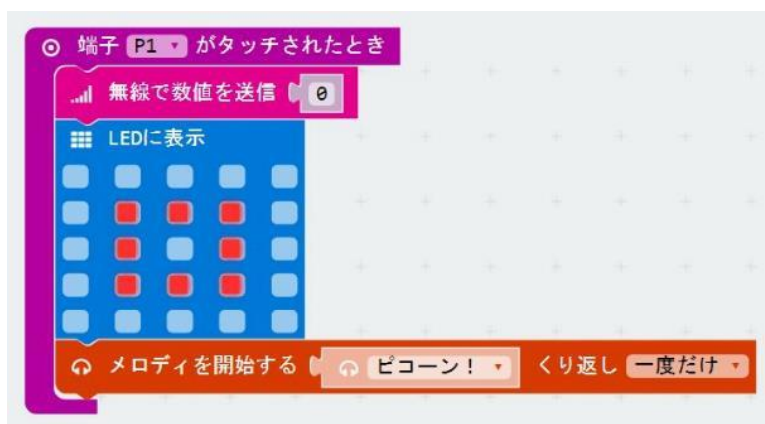 端子 P1 がタッチされたとき
無線で数値を送信 0
LEDに表示
メロディを開始する ピコーン! くり返し 一度だけ